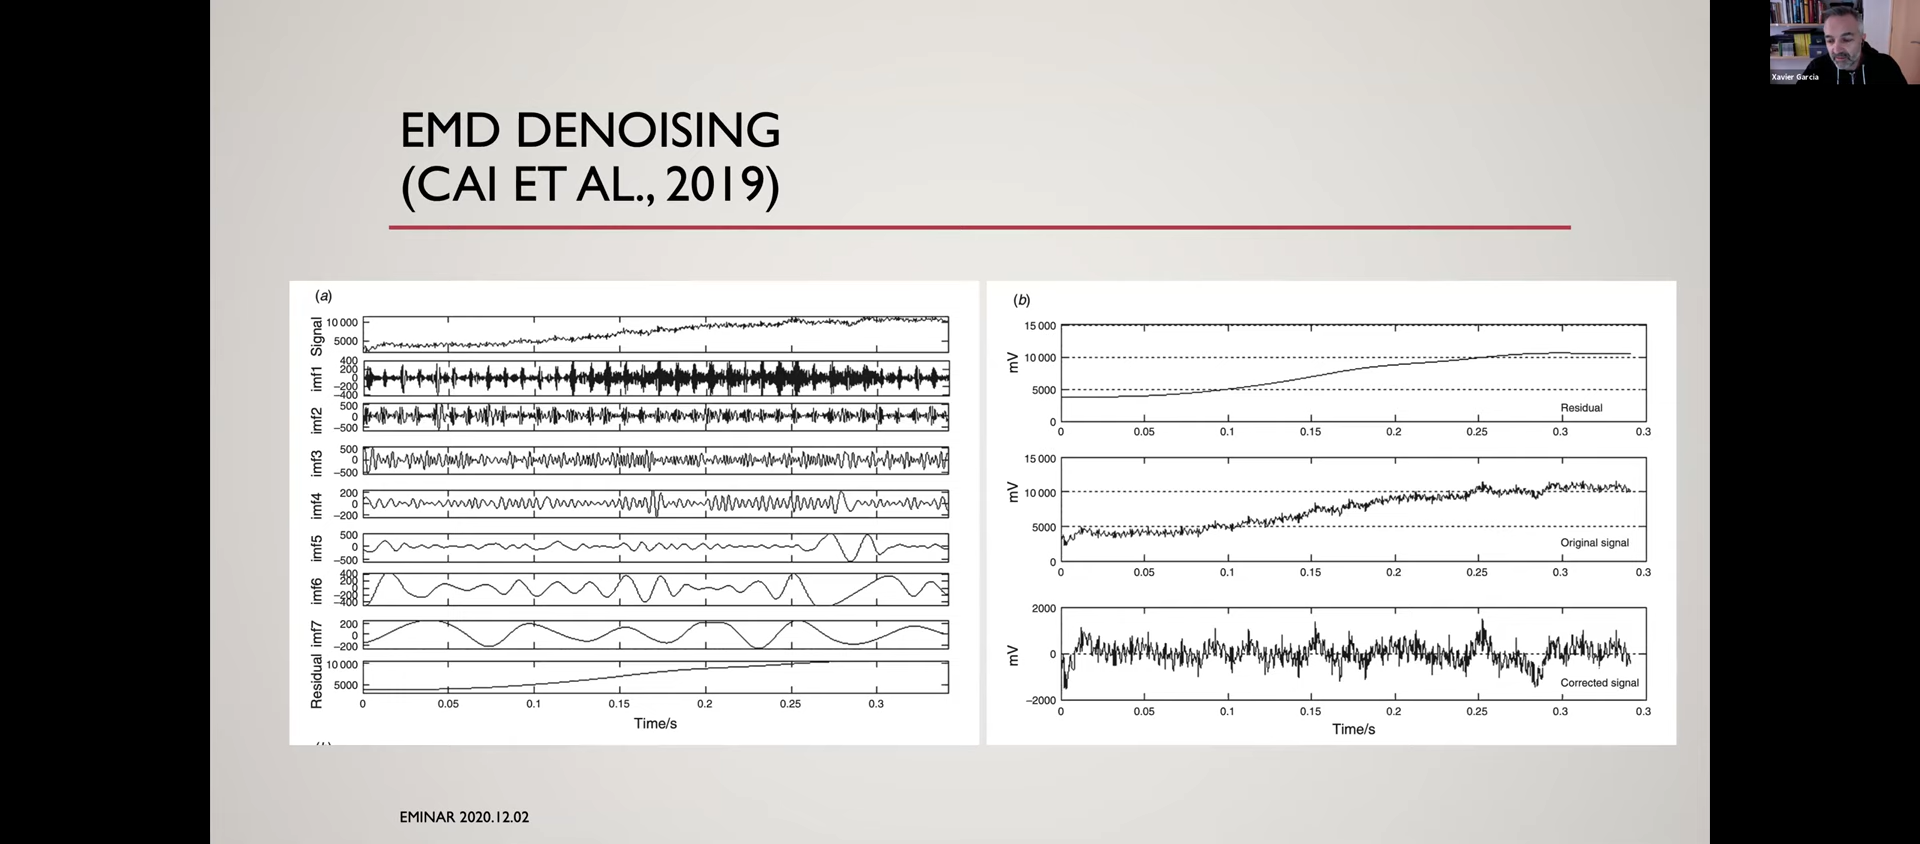 Xavier Garcia
EMD DENOISING
(CAI ET AL., 2019)
(a)
Signal
10 000
5000
imf1
400
200
0
−200
−400
imf2
500
0
−500
imf3
500
0
−500
imf4
200
0
−200
imf5
500
0
−500
imf6
400
200
0
−200
−400
imf7
200
0
−200
Residual
10 000
5000
0 0.05 0.1 0.15 0.2 0.25 0.3
Time/s
(b)
mV
15 000
10 000
5000
0
Residual
0 0.05 0.1 0.15 0.2 0.25 0.3 0.3
mV
15 000
10 000
5000
0
Original signal
0 0.05 0.1 0.15 0.2 0.25 0.3 0.3
mV
2000
0
−2000
Corrected signal
0 0.05 0.1 0.15 0.2 0.25 0.3 0.3
Time/s
EMINAR 2020.12.02